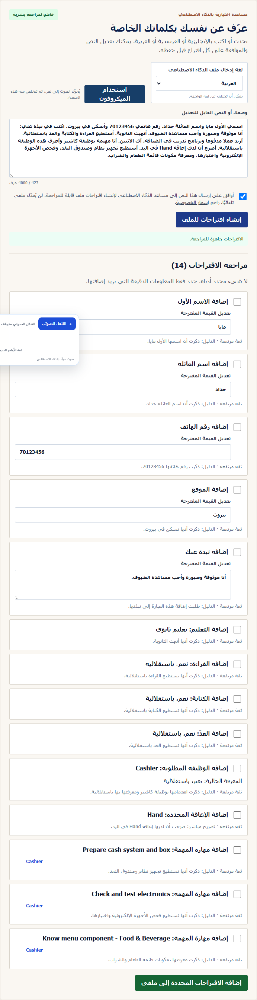 مساعدة اختيارية بالذكاء الاصطناعي
خاضع لمراجعة بشرية
عرّف عن نفسك بكلماتك الخاصة
تحدث أو اكتب بالإنجليزية أو الفرنسية أو العربية. يمكنك تعديل النص
والموافقة على كل اقتراح قبل حفظه.
لغة إدخال ملف الذكاء الاصطناعي
العربية
يمكن أن تختلف عن لغة الواجهة.
استخدام
الميكروفون
يُحوّل الصوت إلى نص، ثم تتخلص منه هذه
المنصة.
وصفك أو النص القابل للتعديل
اسمي الأول مايا واسم العائلة حداد. رقم هاتفي 70123456 وأسكن في بيروت. اكتب في نبذة عني:
أنا موثوقة وصبورة وأحب مساعدة الضيوف. أنهيت الثانوية. أستطيع القراءة والكتابة والعد باستقلالية.
أريد عملا مدفوعا وبرنامج تدريب في الضيافة، أي الاثنين. أنا مهتمة بوظيفة كاشير وأعرف هذه الوظيفة
باستقلالية. أصرح أن لدي إعاقة Hand في اليد. أستطيع تجهيز نظام وصندوق النقد، وفحص الأجهزة
الإلكترونية واختبارها، ومعرفة مكونات قائمة الطعام والشراب.
427 / 4000 حرف
أوافق على إرسال هذا النص إلى مساعد الذكاء الاصطناعي لإنشاء اقتراحات ملف قابلة للمراجعة. لن يُعدّل ملفي
تلقائيًا. راجع إشعار الخصوصية.
إنشاء اقتراحات للملف
الاقتراحات جاهزة للمراجعة.
مراجعة الاقتراحات (14)
لا شيء محدد أدناه. حدد فقط المعلومات الدقيقة التي تريد إضافتها.
إضافة الاسم الأول
تعديل القيمة المقترحة
مايا
ثقة مرتفعة · الدليل: ذكرت أن اسمها الأول مايا.
التنقل الصوتي
التنقل الصوتي متوقف
لغة الأوامر
صوت مولّد بالذكاء الاصطناعي
إضافة اسم العائلة
تعديل القيمة المقترحة
حداد
ثقة مرتفعة · الدليل: ذكرت أن اسم العائلة حداد.
إضافة رقم الهاتف
تعديل القيمة المقترحة
70123456
ثقة مرتفعة · الدليل: ذكرت رقم هاتفها 70123456.
إضافة الموقع
تعديل القيمة المقترحة
بيروت
ثقة مرتفعة · الدليل: ذكرت أنها تسكن في بيروت.
إضافة نبذة عنك
تعديل القيمة المقترحة
أنا موثوقة وصبورة وأحب مساعدة الضيوف.
ثقة مرتفعة · الدليل: طلبت إضافة هذه العبارة إلى نبذتها.
إضافة التعليم: تعليم ثانوي
ثقة مرتفعة · الدليل: ذكرت أنها أنهت الثانوية.
إضافة القراءة: نعم، باستقلالية
ثقة مرتفعة · الدليل: ذكرت أنها تستطيع القراءة باستقلالية.
إضافة الكتابة: نعم، باستقلالية
ثقة مرتفعة · الدليل: ذكرت أنها تستطيع الكتابة باستقلالية.
إضافة العدّ: نعم، باستقلالية
ثقة مرتفعة · الدليل: ذكرت أنها تستطيع العد باستقلالية.
إضافة الوظيفة المطلوبة: Cashier
المعرفة الحالية: نعم، باستقلالية
ثقة مرتفعة · الدليل: ذكرت اهتمامها بوظيفة كاشير ومعرفتها بها باستقلالية.
إضافة الإعاقة المحددة: Hand
ثقة مرتفعة · تصريح مباشر: صرحت أن لديها إعاقة Hand في اليد.
إضافة مهارة المهمة: Prepare cash system and box
Cashier
ثقة مرتفعة · الدليل: ذكرت أنها تستطيع تجهيز نظام وصندوق النقد.
إضافة مهارة المهمة: Check and test electronics
Cashier
ثقة مرتفعة · الدليل: ذكرت أنها تستطيع فحص الأجهزة الإلكترونية واختبارها.
إضافة مهارة المهمة: Know menu component - Food & Beverage
Cashier
ثقة مرتفعة · الدليل: ذكرت معرفتها بمكونات قائمة الطعام والشراب.
إضافة الاقتراحات المحددة إلى ملفي